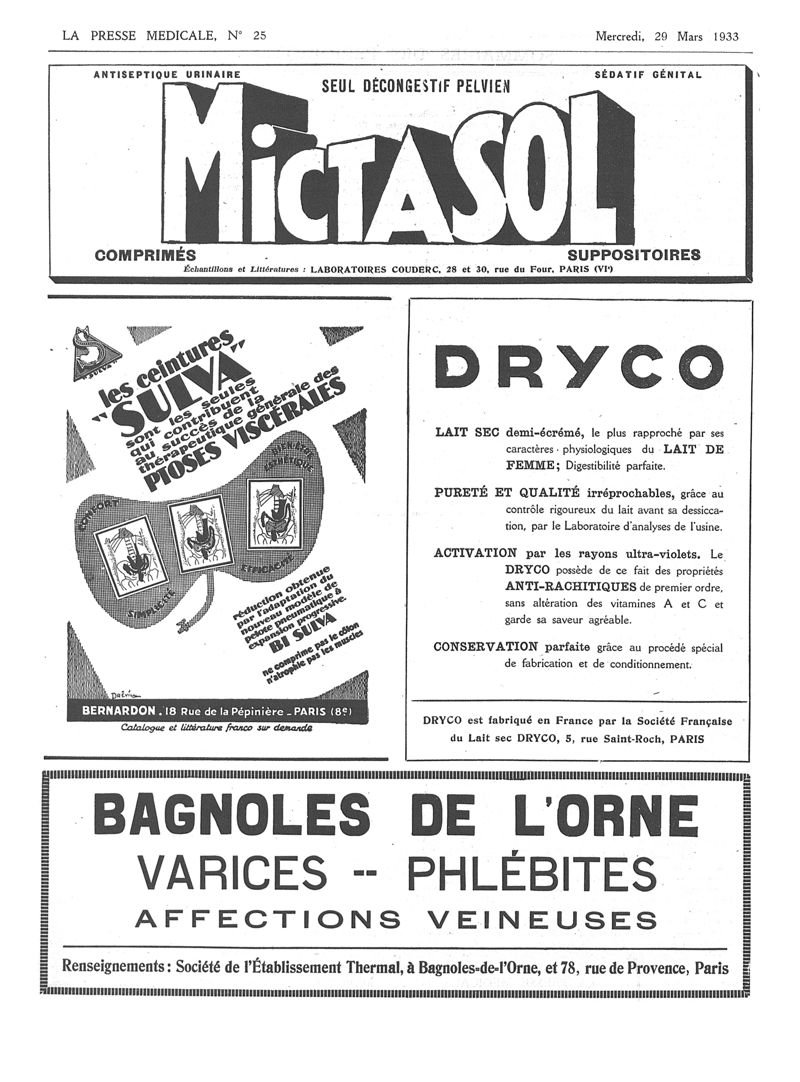 LA PRESSE MEDICALE, N° 25
Mercredi, 29 Mars 1933
ANTISEPTIQUE URINAIRE
SEUL DÉCONGESTIF PELVIEN
SÉDATIF GÉNITAL
MiCTASOL
COMPRIMÉS
SUPPOSITOIRES
Échantillons et Littératures : LABORATOIRES COUDERC, 28 et 30, rue du Four, PARIS (VIe)
S
"SULVA"
les ceintures
"SULVA"
sont les seules
qui contribuent
au succès de la
thérapeutique générale des
PTOSES VISCÉRALES
CONFORT
SIMPLICITÉ
BIEN-ÊTRE
ESTHÉTIQUE
EFFICACITÉ
réduction obtenue
par l'adaptation du
nouveau modèle de
pelote pneumatique à
expansion progressive.
BI SULVA
ne comprime pas le côlon
n'atrophie pas les muscles
BERNARDON . 18 Rue de la Pépinière _ PARIS (8e)
Catalogue et littérature franco sur demande
DRYCO
LAIT SEC demi-écrémé, le plus rapproché par ses
caractères physiologiques du LAIT DE
FEMME; Digestibilité parfaite.
PURETÉ ET QUALITÉ irréprochables, grâce au
contrôle rigoureux du lait avant sa dessicca-
tion, par le Laboratoire d'analyses de l'usine.
ACTIVATION par les rayons ultra-violets. Le
DRYCO possède de ce fait des propriétés
ANTI-RACHITIQUES de premier ordre,
sans altération des vitamines A et C et
garde sa saveur agréable.
CONSERVATION parfaite grâce au procédé spécial
de fabrication et de conditionnement.
DRYCO est fabriqué en France par la Société Française
du Lait sec DRYCO, 5, rue Saint-Roch, PARIS
BAGNOLES DE L'ORNE
VARICES -- PHLÉBITES
AFFECTIONS VEINEUSES
Renseignements : Société de l'Établissement Thermal, à Bagnoles-de-l'Orne, et 78, rue de Provence, Paris